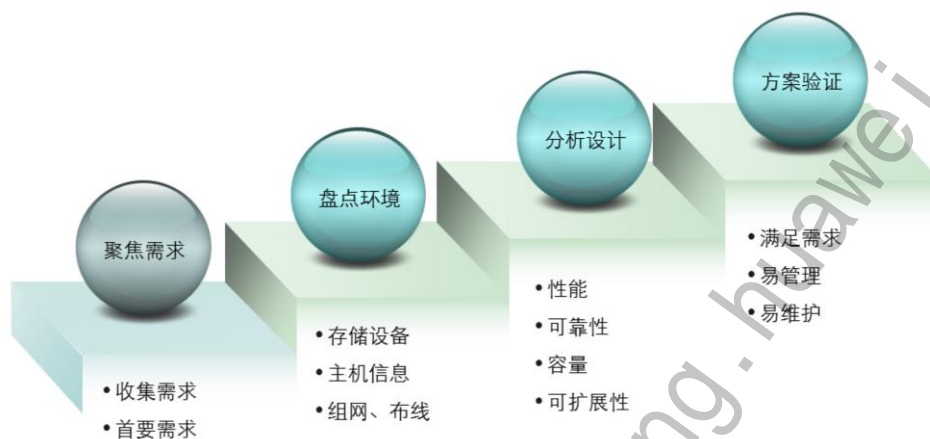 聚焦需求
• 收集需求
• 首要需求
盘点环境
• 存储设备
• 主机信息
• 组网、布线
分析设计
• 性能
• 可靠性
• 容量
• 可扩展性
方案验证
• 满足需求
• 易管理
• 易维护
ng.huawei